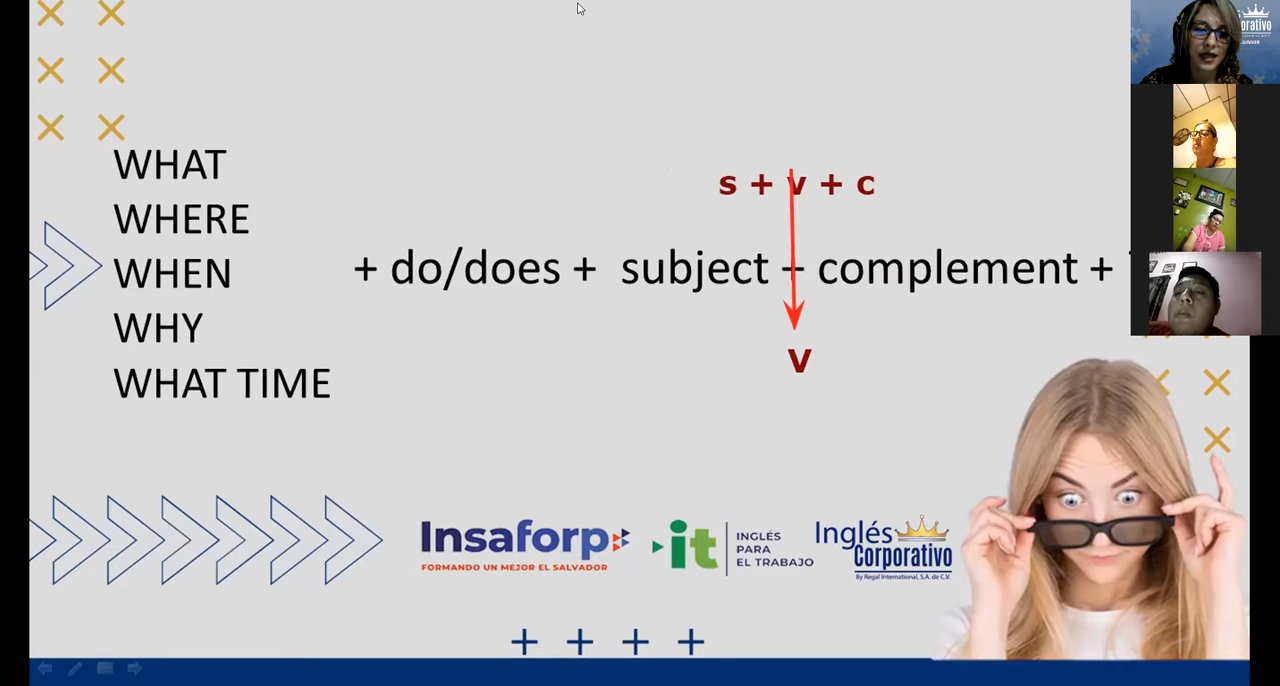 WHAT
WHERE
WHEN
WHY
WHAT TIME
s + v + c
+ do/does + subject + complement +
v
Insaforp
FORMANDO UN MEJOR EL SALVADOR
it
INGLÉS
PARA
EL TRABAJO
Inglés
Corporativo
By Regal International, S.A. de C.V.
+ + + +